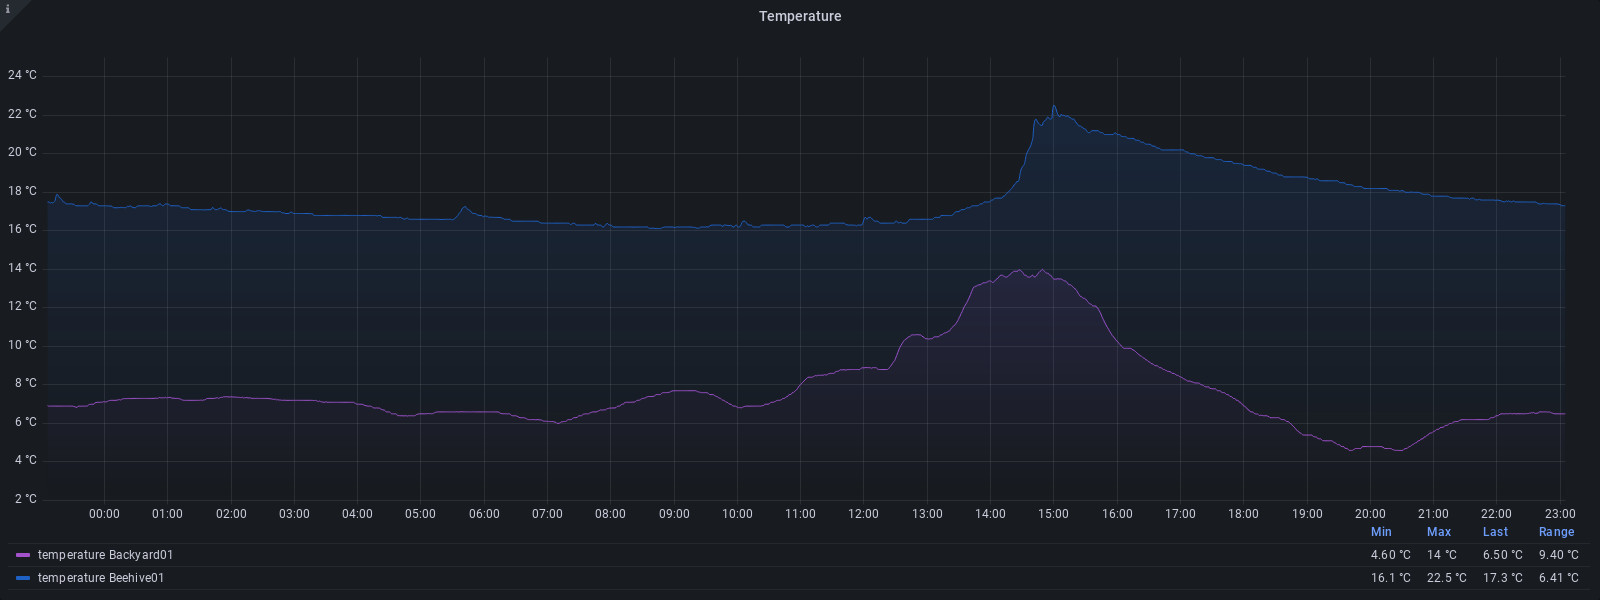 i
Temperature
24 °C
22 °C
20 °C
18 °C
16 °C
14 °C
12 °C
10 °C
8 °C
6 °C
4 °C
2 °C
00:00 01:00 02:00 03:00 04:00 05:00 06:00 07:00 08:00 09:00 10:00 11:00 12:00 13:00 14:00 15:00 16:00 17:00 18:00 19:00 20:00 21:00 22:00 23:00
Min Max Last Range
temperature Backyard01 4.60 °C 14 °C 6.50 °C 9.40 °C
temperature Beehive01 16.1 °C 22.5 °C 17.3 °C 6.41 °C